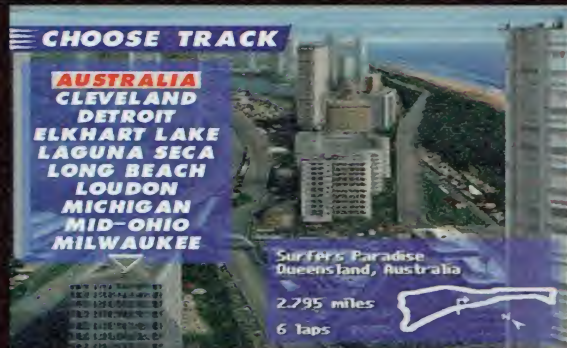 CHOOSE TRACK
AUSTRALIA
CLEVELAND
DETROIT
ELKHART LAKE
LAGUNA SECA
LONG BEACH
LOUDON
MICHIGAN
MID-OHIO
MILWAUKEE
Surfers Paradise
Queensland, Australia
2.795 miles
6 laps
N